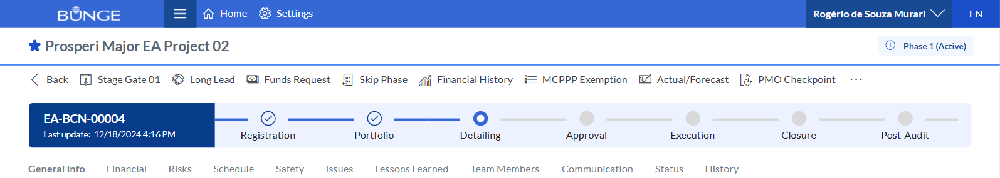 BUNGE Home Settings Rogério de Souza Murari EN
Prosperi Major EA Project 02 Phase 1 (Active)
Back Stage Gate 01 Long Lead Funds Request Skip Phase Financial History MCPPP Exemption Actual/Forecast PMO Checkpoint ...
EA-BCN-00004
Last update: 12/18/2024 4:16 PM
Registration Portfolio Detailing Approval Execution Closure Post-Audit
General Info Financial Risks Schedule Safety Issues Lessons Learned Team Members Communication Status History